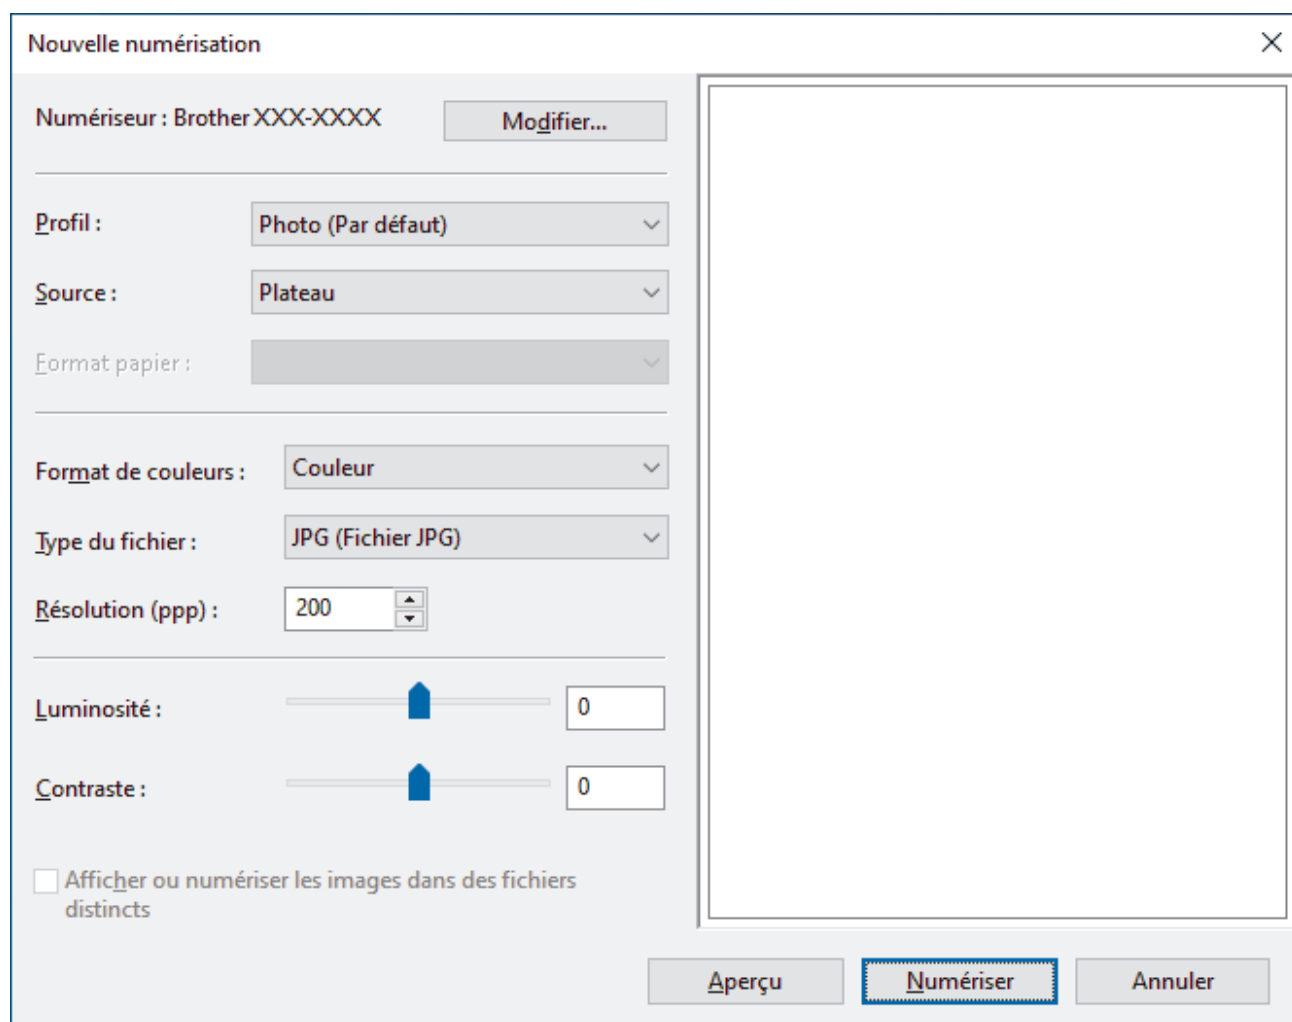 Nouvelle numérisation
Numériseur : Brother XXX-XXXX
Modifier...
Profil :
Photo (Par défaut)
Source :
Plateau
Format papier :
Format de couleurs :
Couleur
Type du fichier :
JPG (Fichier JPG)
Résolution (ppp) :
200
Luminosité :
0
Contraste :
0
Afficher ou numériser les images dans des fichiers
distincts
Aperçu
Numériser
Annuler